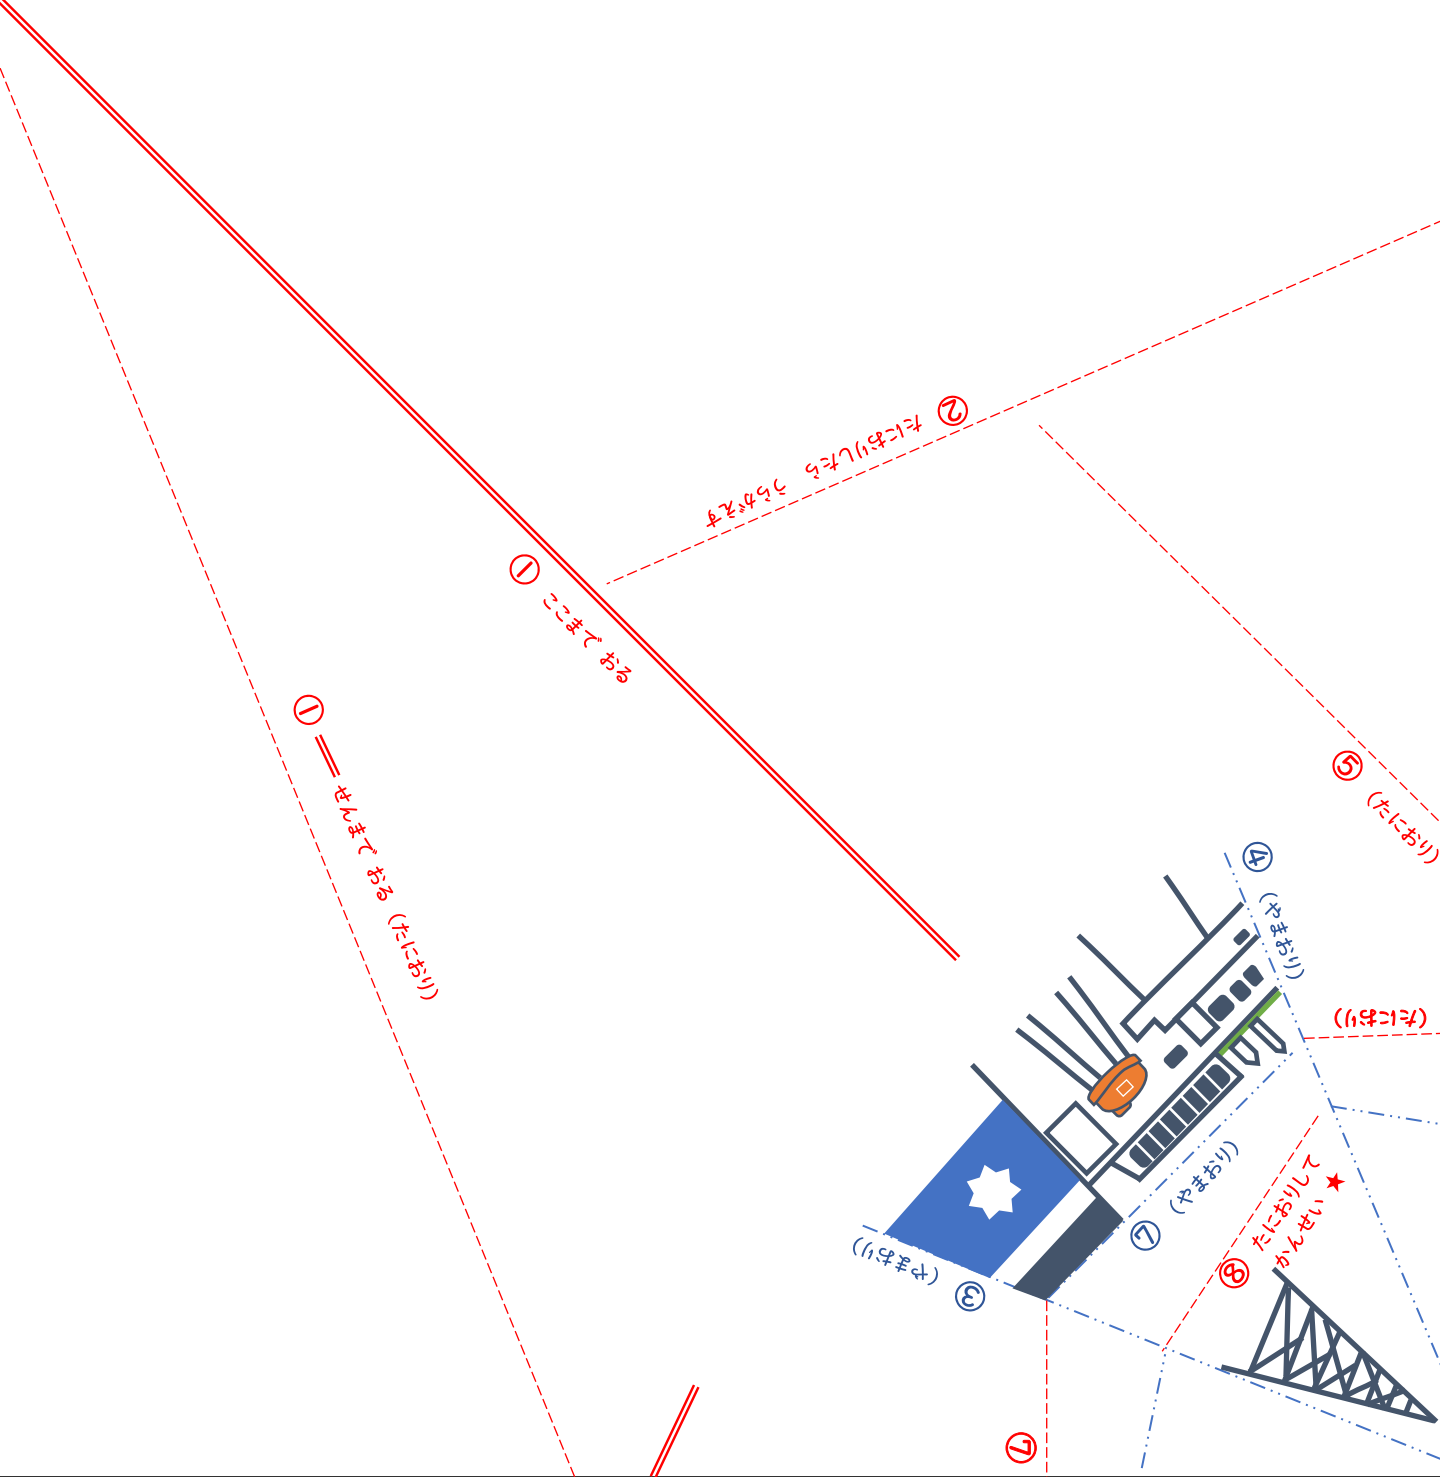 ② たにおりしたら　うらがえす
① ここまで おる
① ＝せんまで おる（たにおり）
⑤（たにおり）
④（やまおり）
（たにおり）
⑦（やまおり）
⑧ たにおりして
かんせい ★
③（やまおり）
⑦